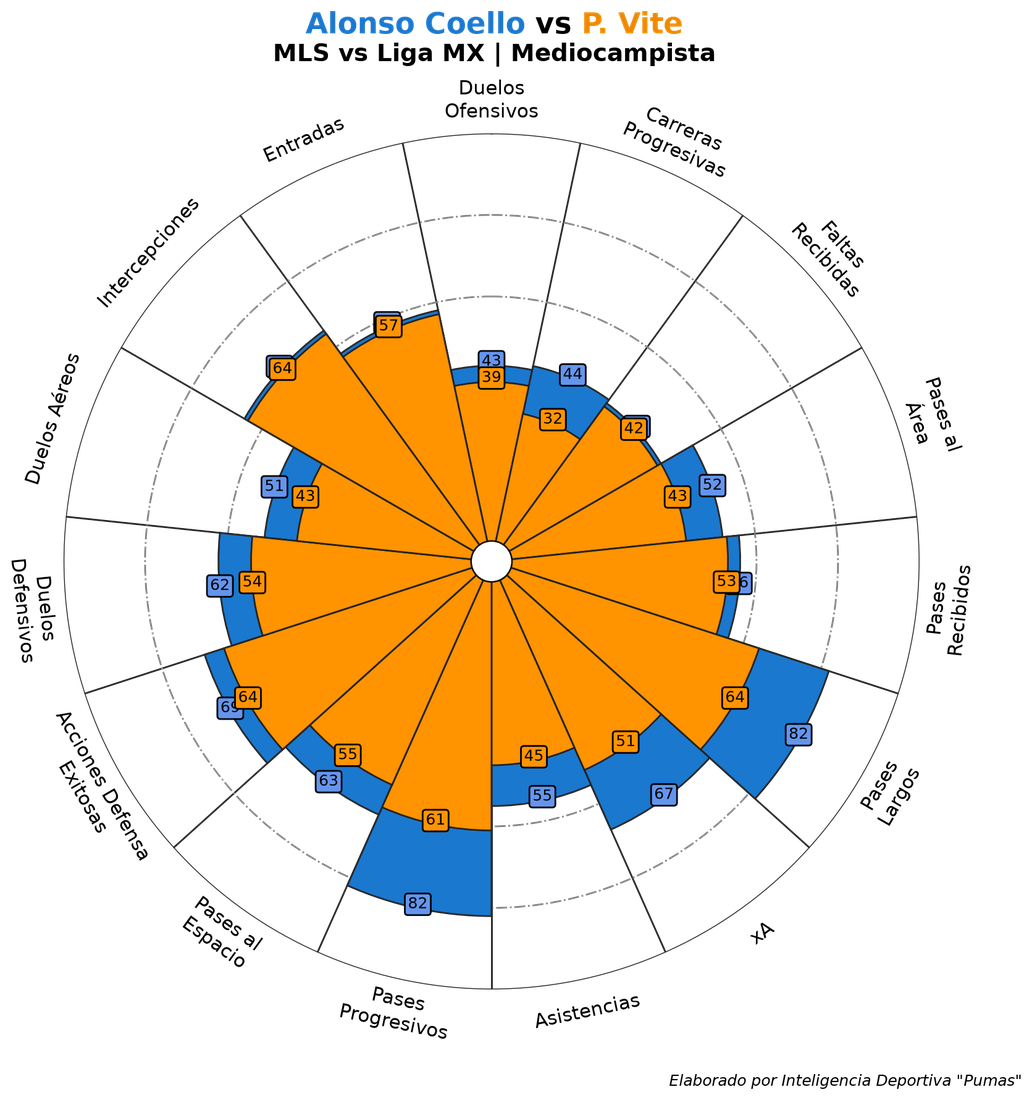 Alonso Coello vs P. Vite
MLS vs Liga MX | Mediocampista
Duelos
Ofensivos
Carreras
Progresivas
Faltas
Recibidas
Pases al
Área
Pases
Recibidos
Pases
Largos
xA
Asistencias
Pases
Progresivos
Pases al
Espacio
Acciones Defensa
Exitosas
Duelos
Defensivos
Duelos Aéreos
Intercepciones
Entradas
43
39
44
32
42
52
43
53
82
64
67
51
55
45
82
61
63
55
69
64
62
54
51
43
64
57
Elaborado por Inteligencia Deportiva "Pumas"